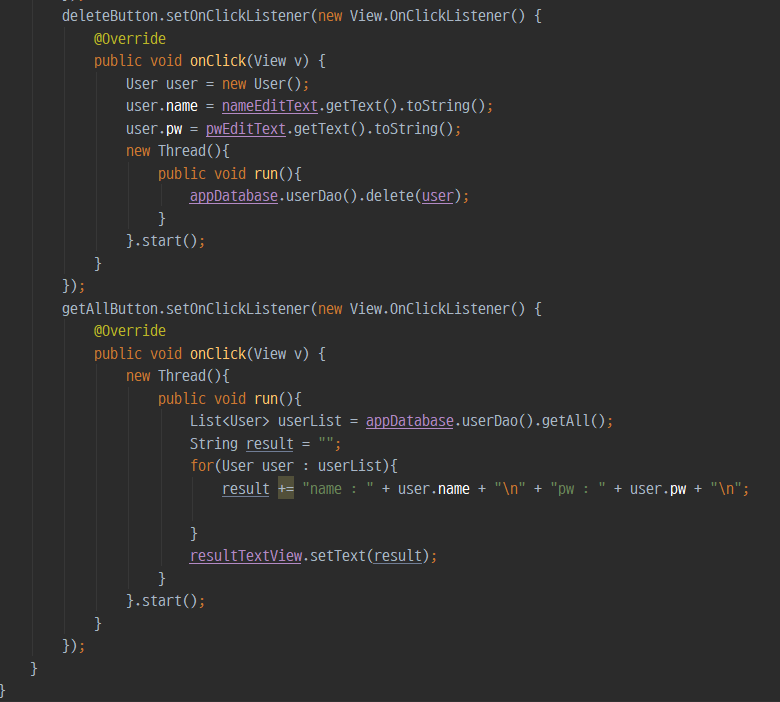 deleteButton.setOnClickListener(new View.OnClickListener() {
@Override
public void onClick(View v) {
User user = new User();
user.name = nameEditText.getText().toString();
user.pw = pwEditText.getText().toString();
new Thread(){
public void run(){
appDatabase.userDao().delete(user);
}
}.start();
}
});
getAllButton.setOnClickListener(new View.OnClickListener() {
@Override
public void onClick(View v) {
new Thread(){
public void run(){
List<User> userList = appDatabase.userDao().getAll();
String result = "";
for(User user : userList){
result += "name : " + user.name + "\n" + "pw : " + user.pw + "\n";
}
resultTextView.setText(result);
}
}.start();
}
});
}
}